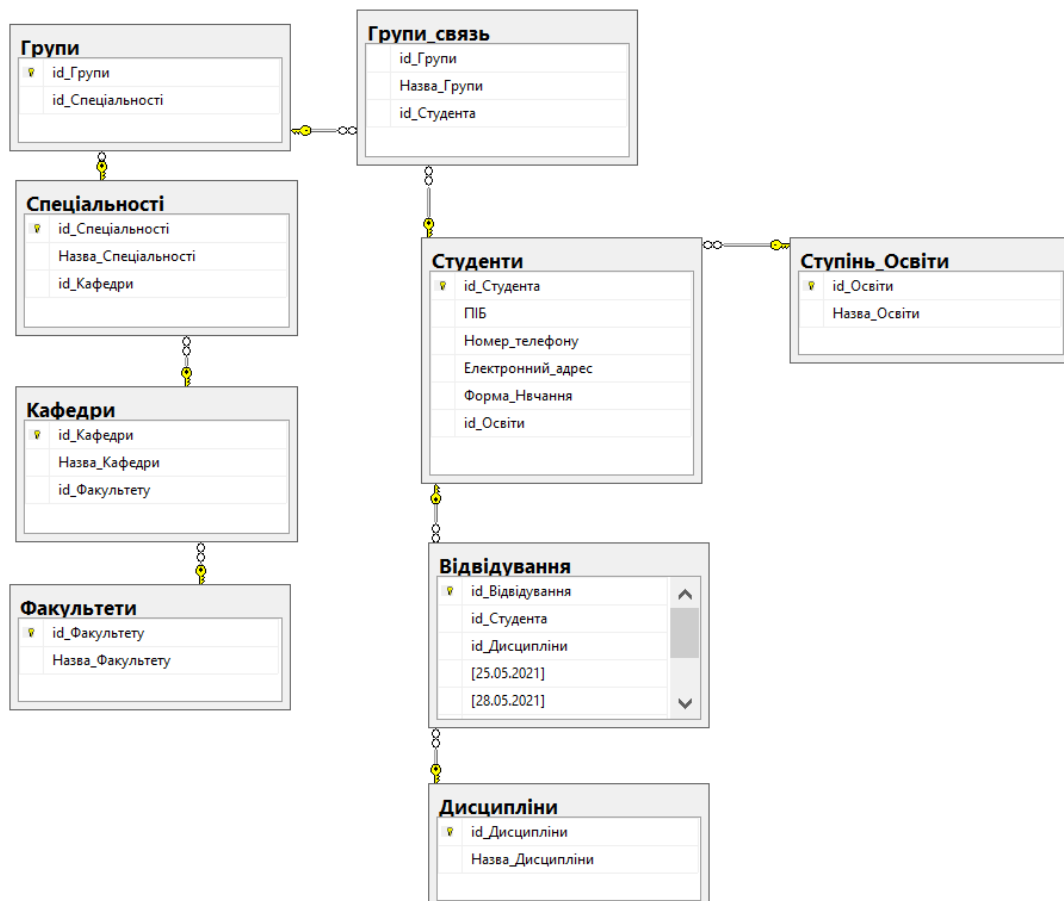 Групи
id_Групи
id_Спеціальності
Групи_связь
id_Групи
Назва_Групи
id_Студента
Спеціальності
id_Спеціальності
Назва_Спеціальності
id_Кафедри
Студенти
id_Студента
ПІБ
Номер_телефону
Електронний_адрес
Форма_Нвчання
id_Освіти
Ступінь_Освіти
id_Освіти
Назва_Освіти
Кафедри
id_Кафедри
Назва_Кафедри
id_Факультету
Відвідування
id_Відвідування
id_Студента
id_Дисципліни
[25.05.2021]
[28.05.2021]
Факультети
id_Факультету
Назва_Факультету
Дисципліни
id_Дисципліни
Назва_Дисципліни